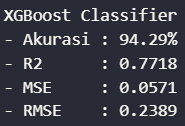 XGBoost Classifier
- Akurasi : 94.29%
- R2      : 0.7718
- MSE     : 0.0571
- RMSE    : 0.2389